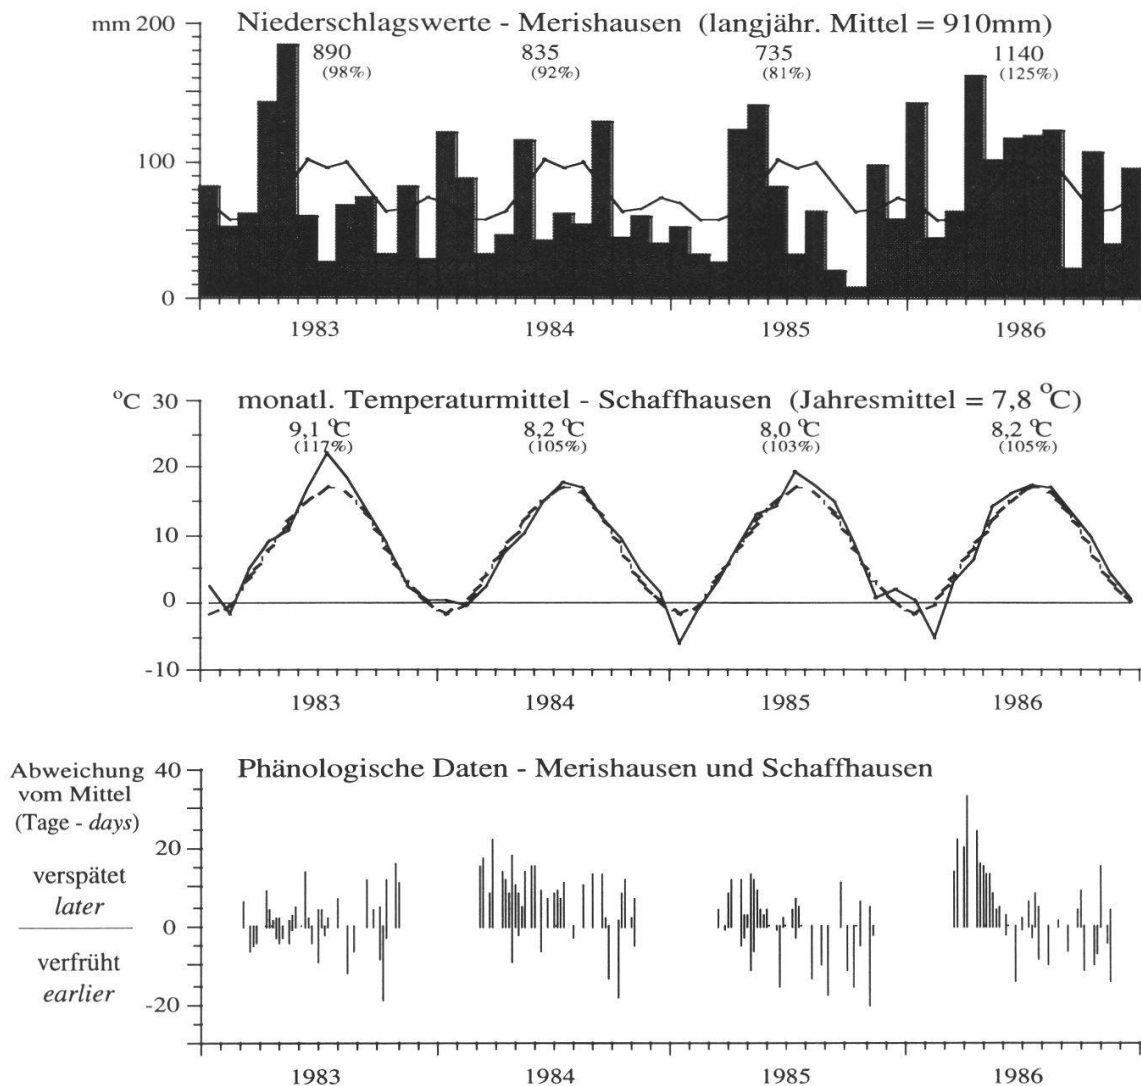 mm 200 Niederschlagswerte - Merishausen (langjähr. Mittel = 910mm)
890 835 735 1140
(98%) (92%) (81%) (125%)
100
0
1983 1984 1985 1986
°C 30 monatl. Temperaturmittel - Schaffhausen (Jahresmittel = 7,8 °C)
9,1 °C 8,2 °C 8,0 °C 8,2 °C
(117%) (105%) (103%) (105%)
20
10
0
-10
1983 1984 1985 1986
Abweichung 40 Phänologische Daten - Merishausen und Schaffhausen
vom Mittel
(Tage - days)
20
verspätet
later
0
verfrüht
earlier
-20
1983 1984 1985 1986